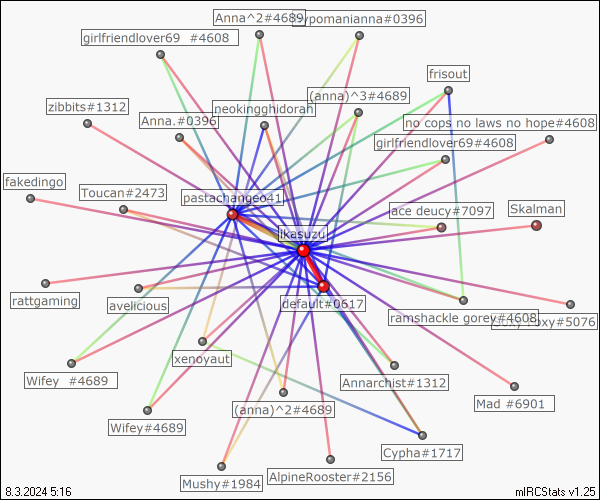 Anna^2#4689
ypomanianna#0396
girlfriendlover69  #4608
frisout
(anna)^3#4689
zibbits#1312
neokingghidorah
Anna.#0396
no cops no laws no hope#4608
girlfriendlover69#4608
fakedingo
Toucan#2473
pastachangeo41
ace deucy#7097
Skalman
ikasuzu
rattgaming
avelicious
default#0617
ramshackle gorey#4608
oxy#5076
xenoyaut
Wifey  #4689
Annarchist#1312
(anna)^2#4689
Mad #6901
Wifey#4689
Cypha#1717
Mushy#1984
AlpineRooster#2156
8.3.2024 5:16
mIRCStats v1.25